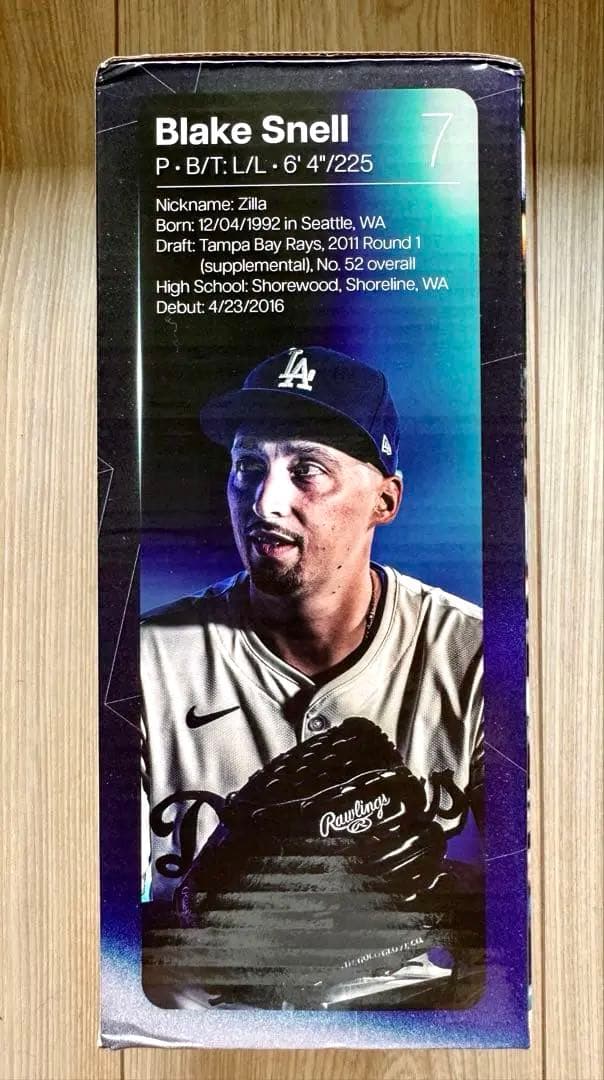 Blake Snell
7
P • B/T: L/L • 6' 4"/225
Nickname: Zilla
Born: 12/04/1992 in Seattle, WA
Draft: Tampa Bay Rays, 2011 Round 1
(supplemental), No. 52 overall
High School: Shorewood, Shoreline, WA
Debut: 4/23/2016
LA
Rawlings
R